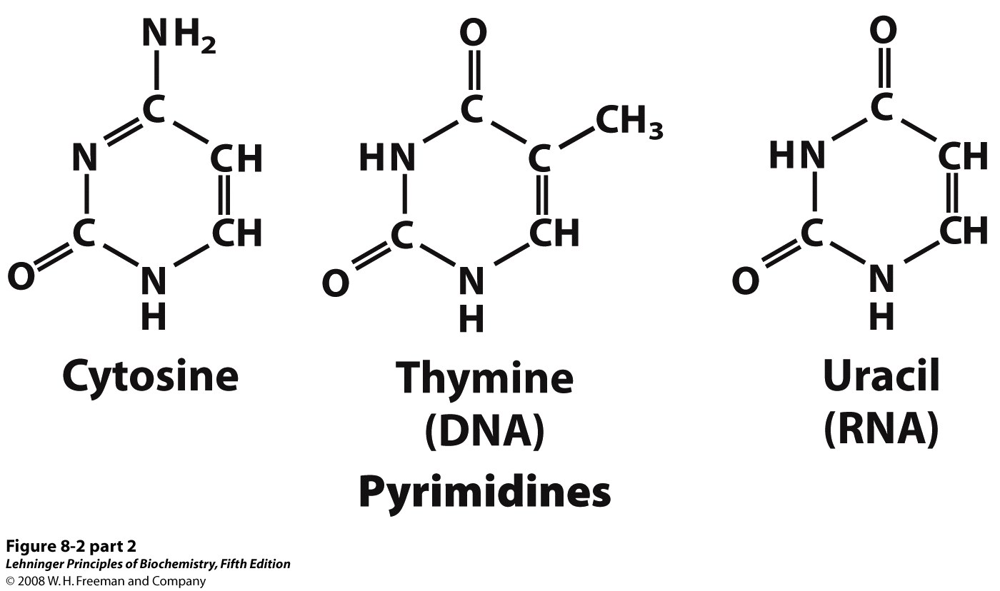 NH2 O O
C C CH3 C
N CH HN C HN CH
C CH C CH C CH
O N O N O N
H H H
Cytosine Thymine Uracil
(DNA) (RNA)
Pyrimidines
Figure 8-2 part 2
Lehninger Principles of Biochemistry, Fifth Edition
© 2008 W. H. Freeman and Company